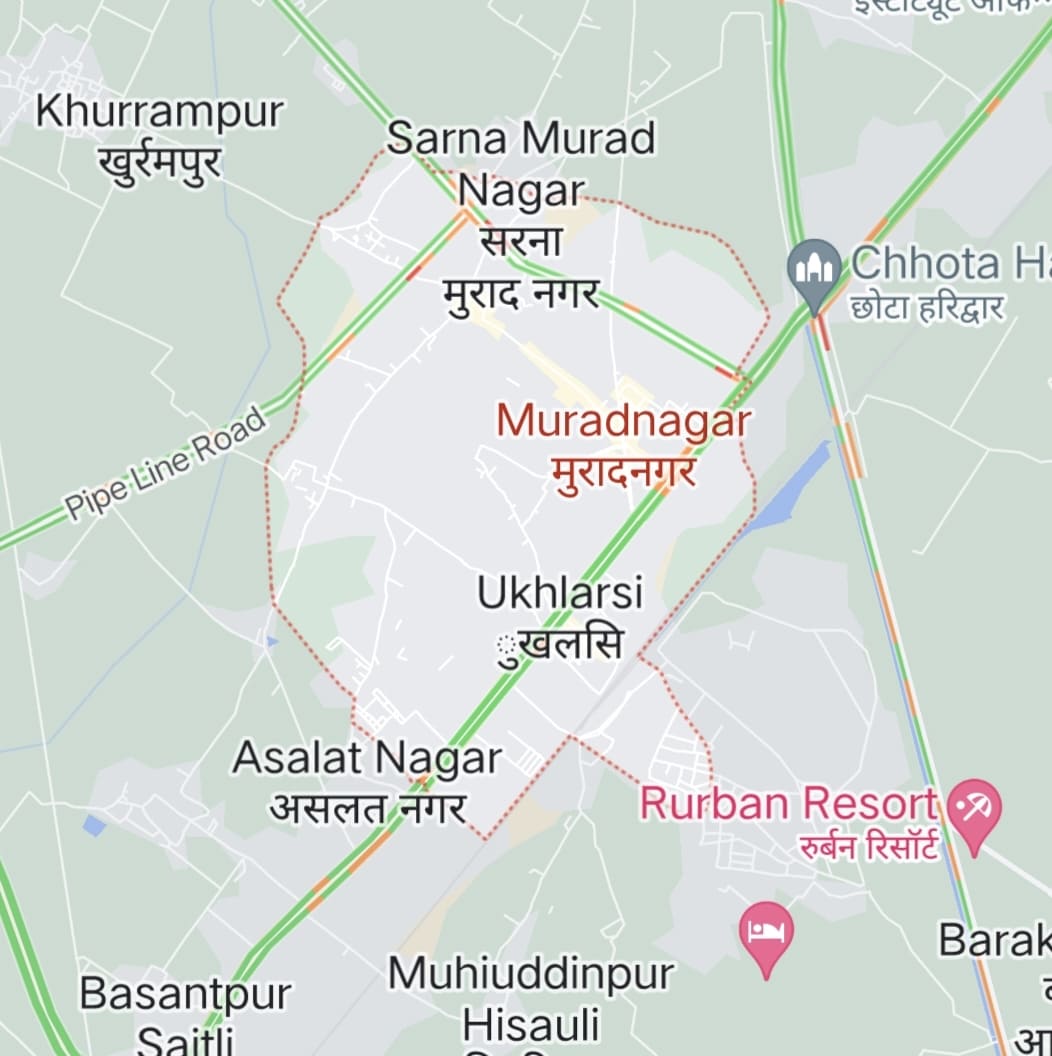 Khurrampur
खुर्रमपुर
Sarna Murad
Nagar
सरना
मुराद नगर
Chhota Ha
छोटा हरिद्वार
Pipe Line Road
Muradnagar
मुरादनगर
Ukhlarsi
ुखलसि
Asalat Nagar
असलत नगर
Rurban Resort
रुर्बन रिसॉर्ट
Barak
Basantpur
Saitli
Muhiuddinpur
Hisauli